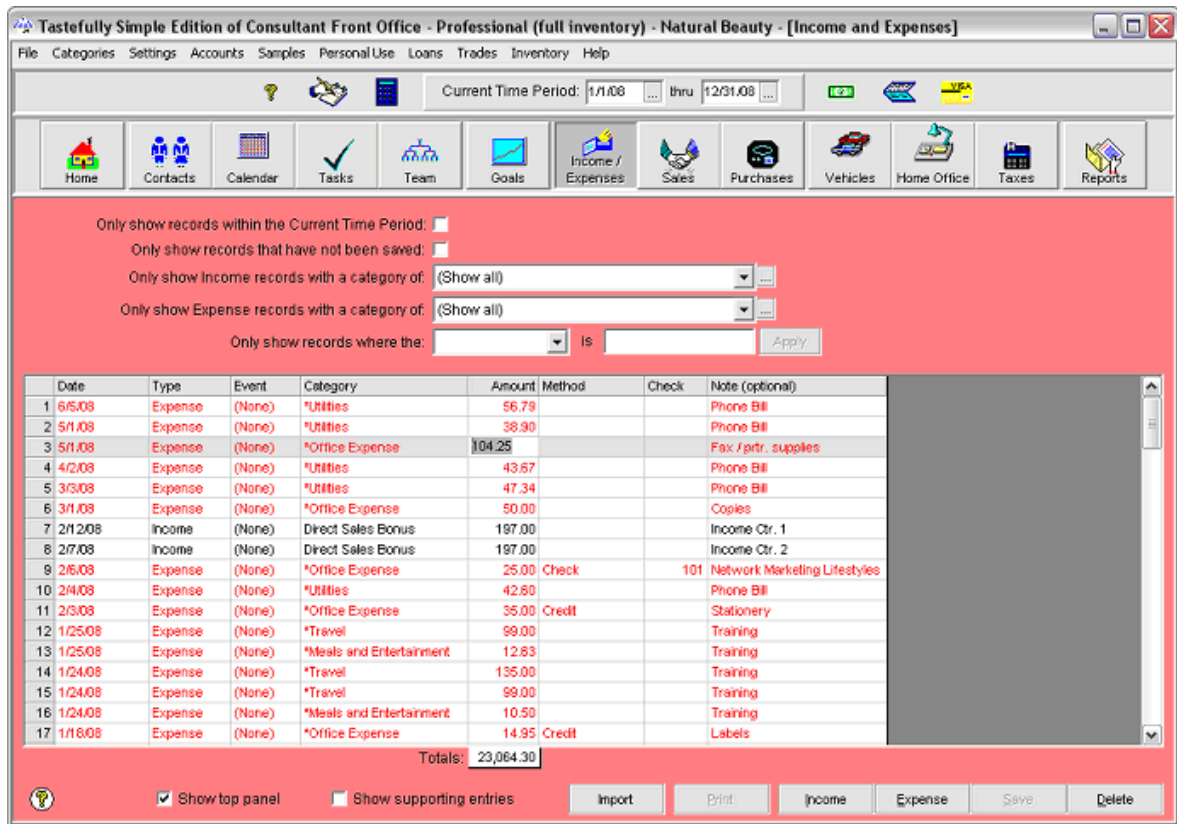 Tastefully Simple Edition of Consultant Front Office - Professional (full inventory) - Natural Beauty - [Income and Expenses]
File Categories Settings Accounts Samples Personal Use Loans Trades Inventory Help
Current Time Period: 1/1/08 ... thru 12/31/08 ... VISA
Home Contacts Calendar Tasks Team Goals Income / Expenses Sales Purchases Vehicles Home Office Taxes Reports
Only show records within the Current Time Period:
Only show records that have not been saved:
Only show Income records with a category of: (Show all) ...
Only show Expense records with a category of: (Show all) ...
Only show records where the: is Apply
Date Type Event Category Amount Method Check Note (optional)
1 6/5/08 Expense (None) *Utilities 56.79 Phone Bill
2 5/1/08 Expense (None) *Utilities 38.90 Phone Bill
3 5/1/08 Expense (None) *Office Expense 104.25 Fax / prtr. supplies
4 4/2/08 Expense (None) *Utilities 43.67 Phone Bill
5 3/3/08 Expense (None) *Utilities 47.34 Phone Bill
6 3/1/08 Expense (None) *Office Expense 50.00 Copies
7 2/12/08 Income (None) Direct Sales Bonus 197.00 Income Ctr. 1
8 2/7/08 Income (None) Direct Sales Bonus 197.00 Income Ctr. 2
9 2/6/08 Expense (None) *Office Expense 25.00 Check 101 Network Marketing Lifestyles
10 2/4/08 Expense (None) *Utilities 42.60 Phone Bill
11 2/3/08 Expense (None) *Office Expense 35.00 Credit Stationery
12 1/25/08 Expense (None) *Travel 99.00 Training
13 1/25/08 Expense (None) *Meals and Entertainment 12.63 Training
14 1/24/08 Expense (None) *Travel 135.00 Training
15 1/24/08 Expense (None) *Travel 99.00 Training
16 1/24/08 Expense (None) *Meals and Entertainment 10.50 Training
17 1/18/08 Expense (None) *Office Expense 14.95 Credit Labels
Totals: 23,064.30
Show top panel Show supporting entries Import Print Income Expense Save Delete